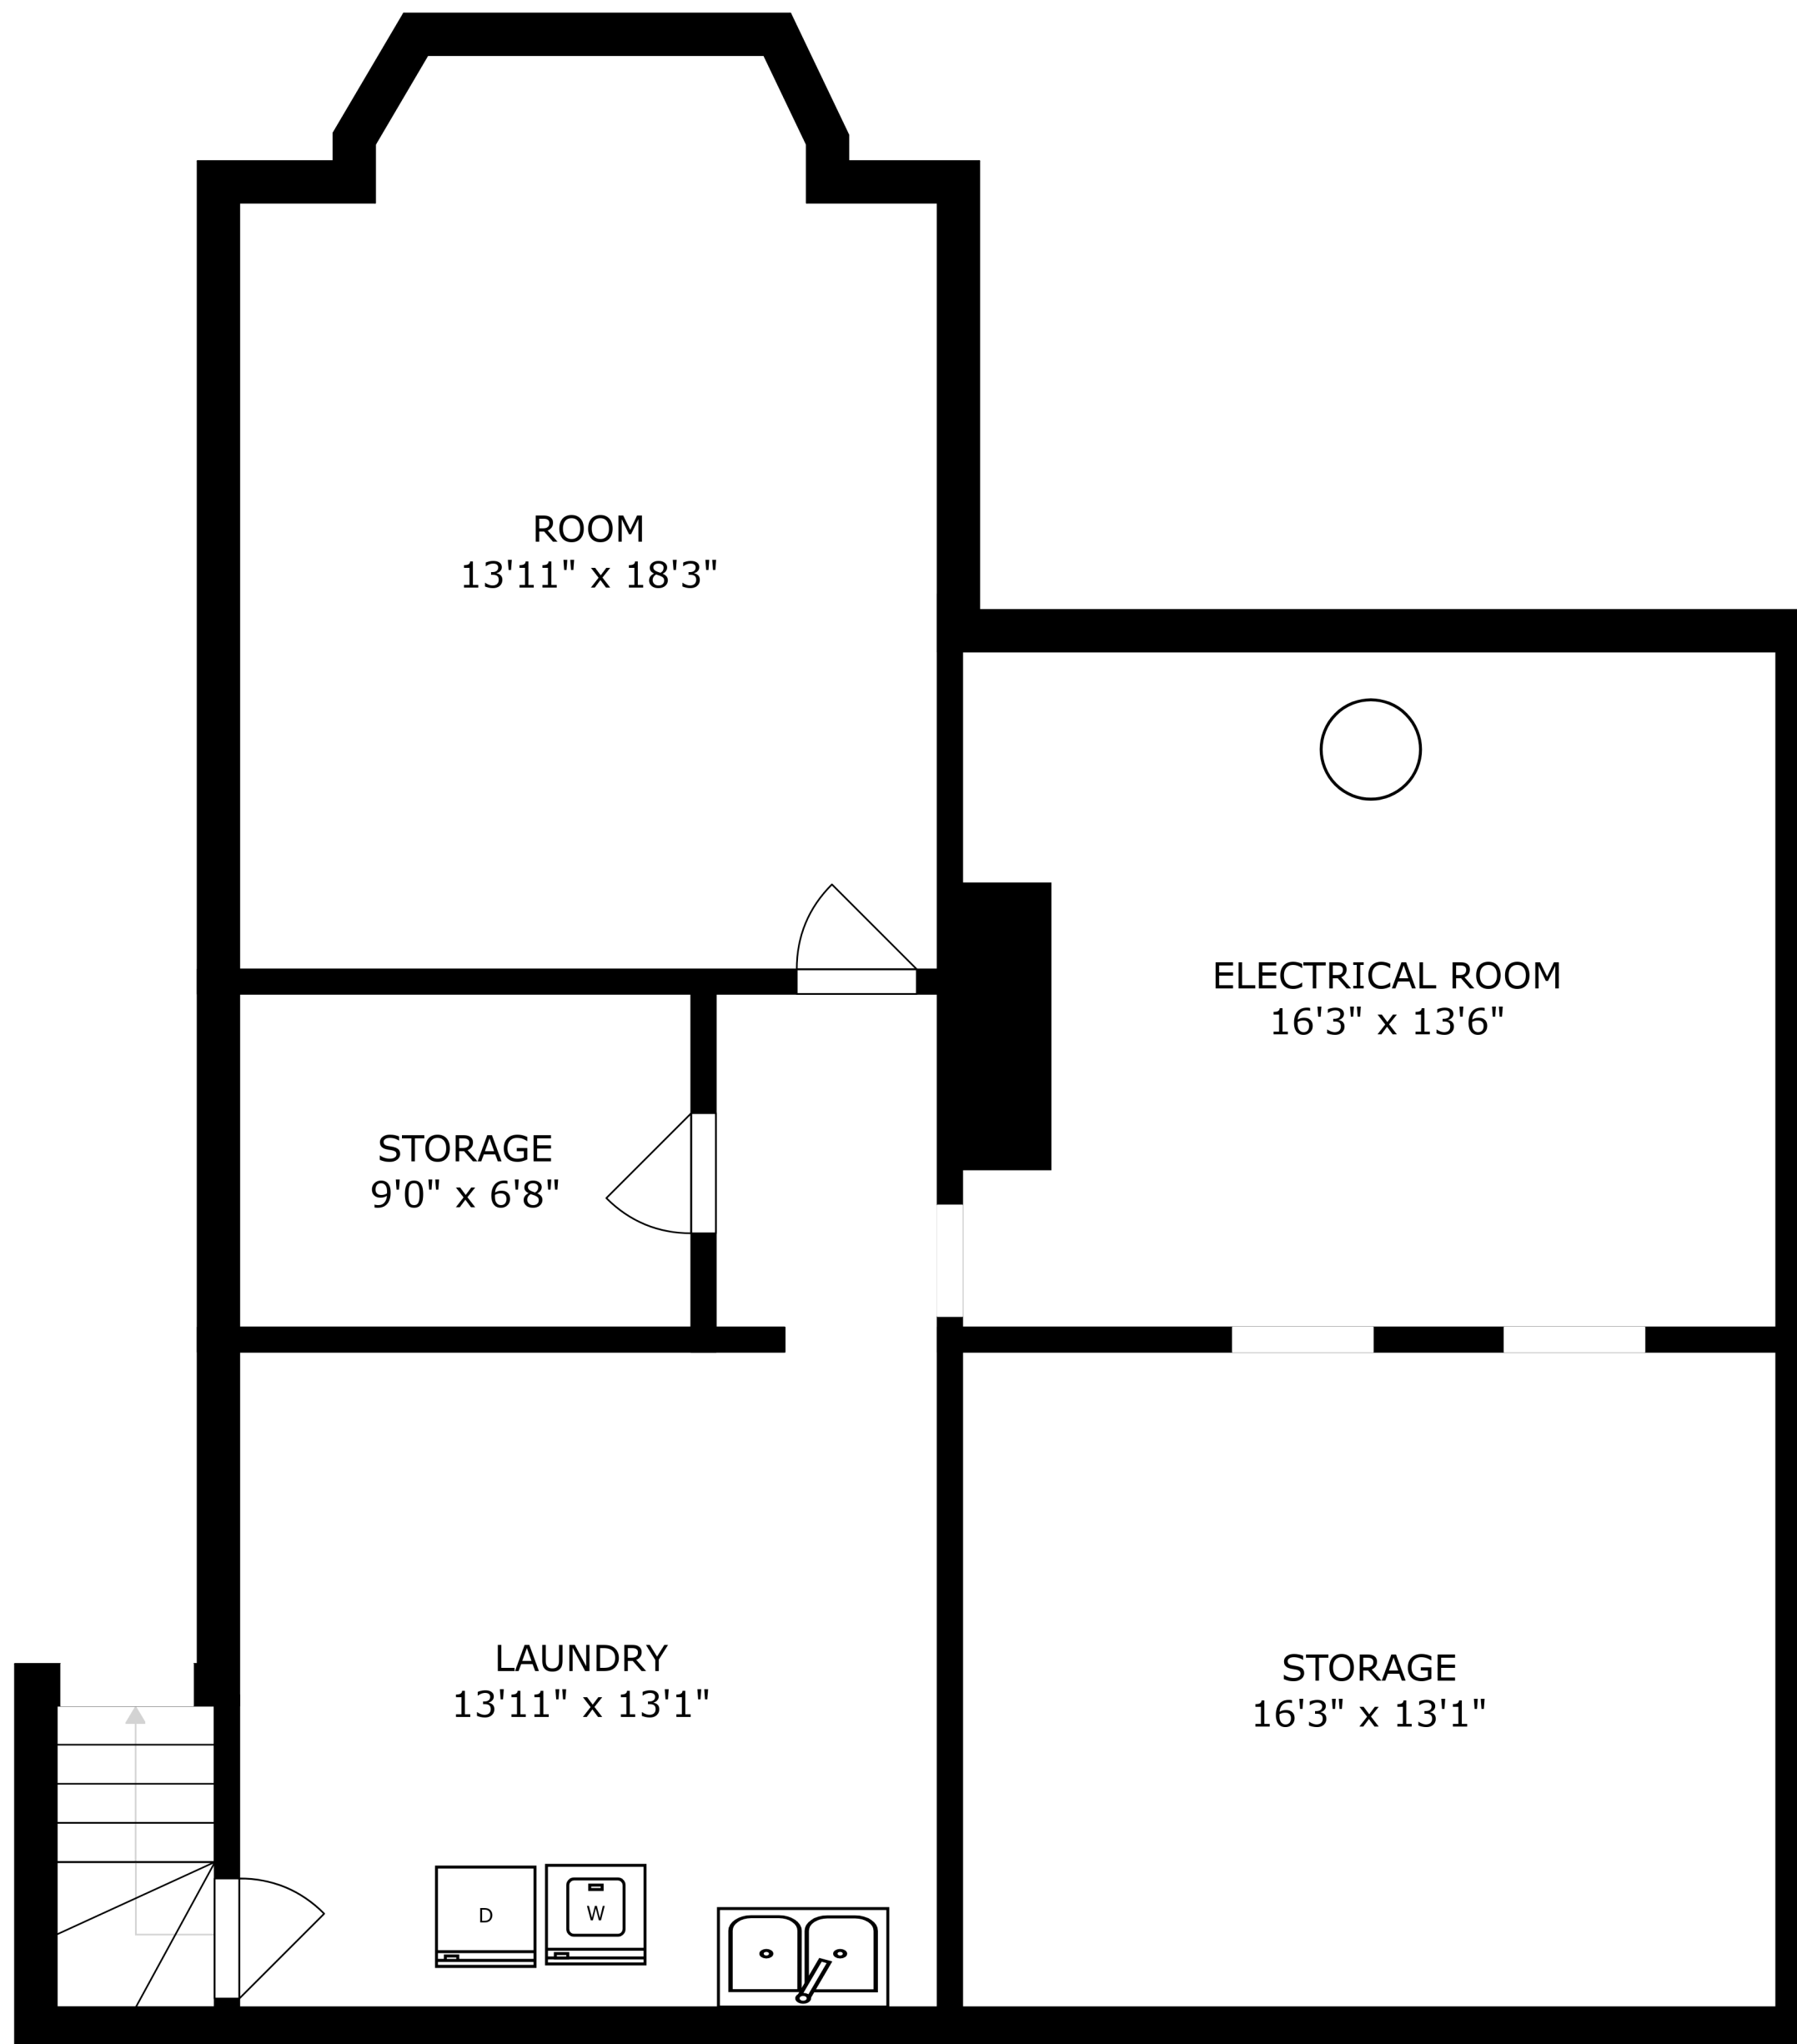 ROOM
13'11" x 18'3"
ELECTRICAL ROOM
16'3" x 13'6"
STORAGE
9'0" x 6'8"
LAUNDRY
13'11" x 13'1"
STORAGE
16'3" x 13'1"
D
W